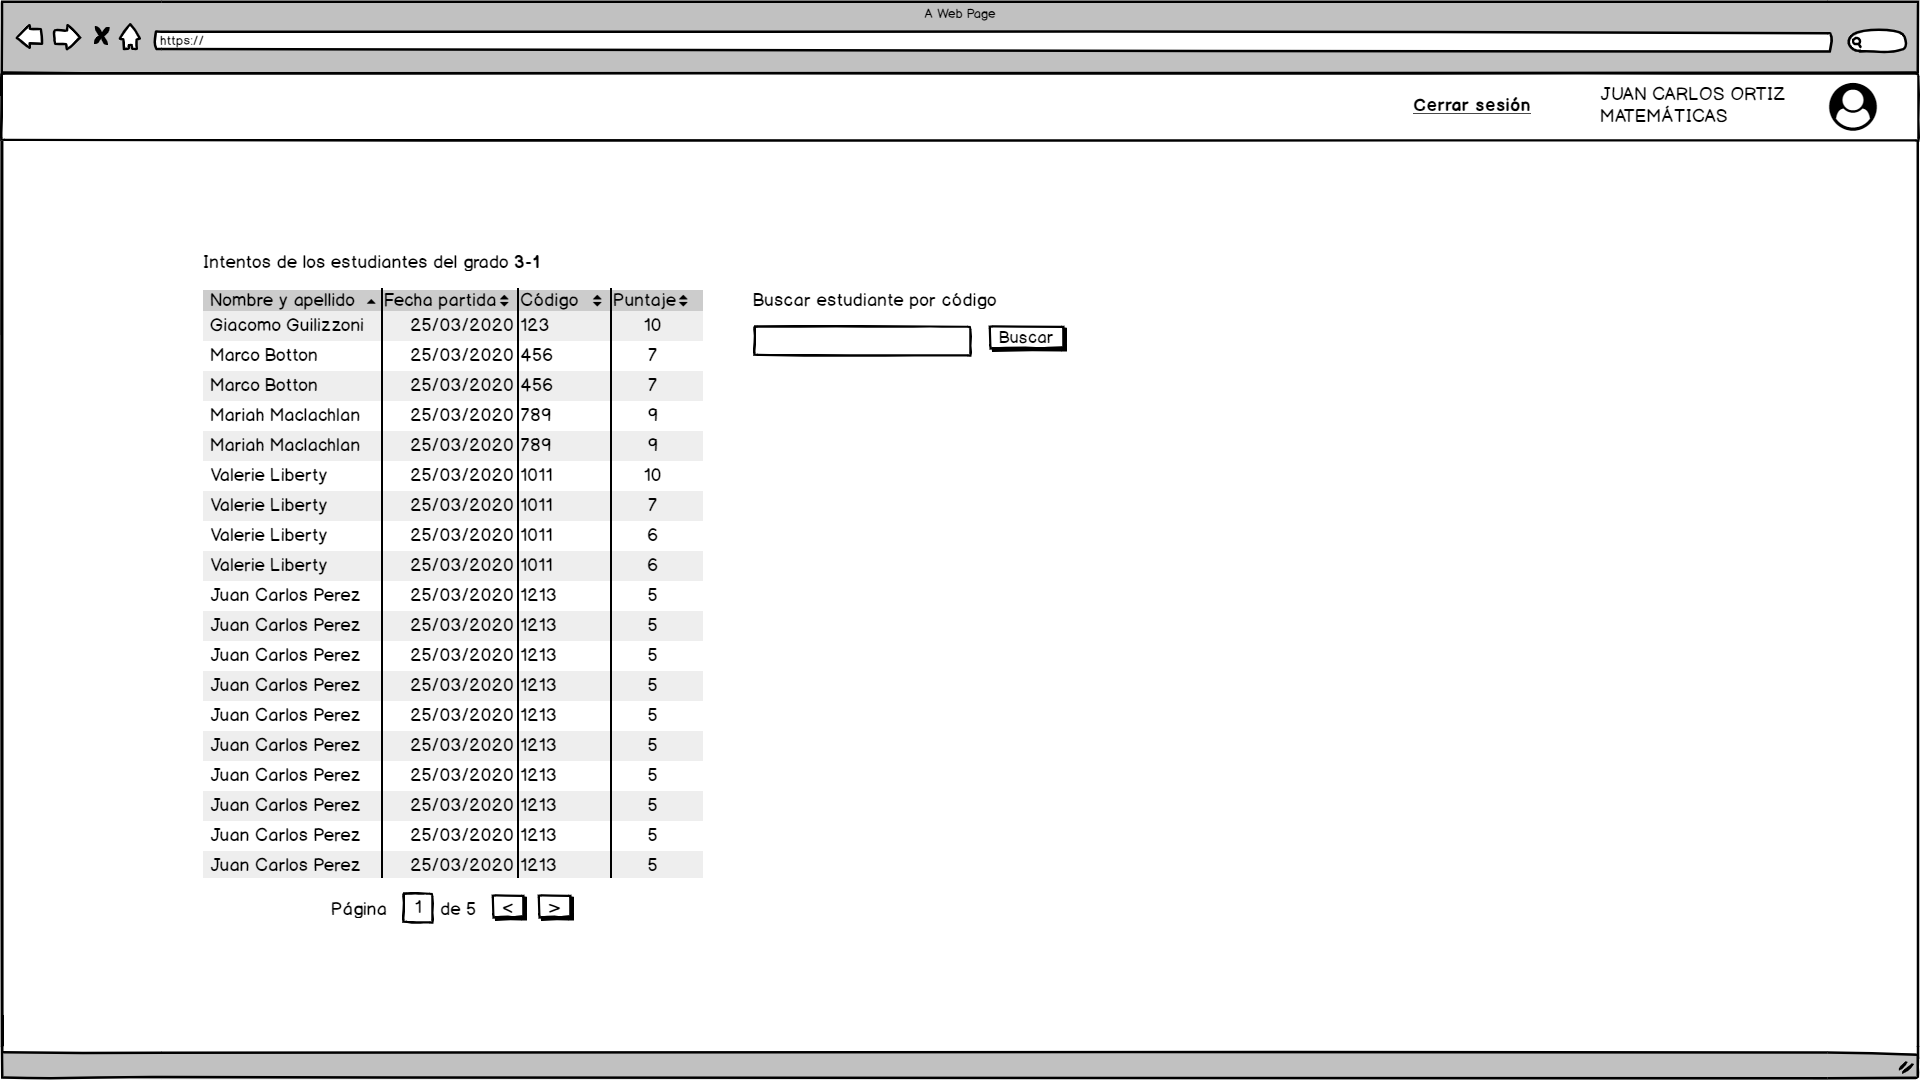 A Web Page
https://
Cerrar sesión
JUAN CARLOS ORTIZ
MATEMÁTICAS
Intentos de los estudiantes del grado 3-1
Nombre y apellido Fecha partida Código Puntaje
Giacomo Guilizzoni 25/03/2020 123 10
Marco Botton 25/03/2020 456 7
Marco Botton 25/03/2020 456 7
Mariah Maclachlan 25/03/2020 789 9
Mariah Maclachlan 25/03/2020 789 9
Valerie Liberty 25/03/2020 1011 10
Valerie Liberty 25/03/2020 1011 7
Valerie Liberty 25/03/2020 1011 6
Valerie Liberty 25/03/2020 1011 6
Juan Carlos Perez 25/03/2020 1213 5
Juan Carlos Perez 25/03/2020 1213 5
Juan Carlos Perez 25/03/2020 1213 5
Juan Carlos Perez 25/03/2020 1213 5
Juan Carlos Perez 25/03/2020 1213 5
Juan Carlos Perez 25/03/2020 1213 5
Juan Carlos Perez 25/03/2020 1213 5
Juan Carlos Perez 25/03/2020 1213 5
Juan Carlos Perez 25/03/2020 1213 5
Juan Carlos Perez 25/03/2020 1213 5
Página 1 de 5 < >
Buscar estudiante por código
Buscar